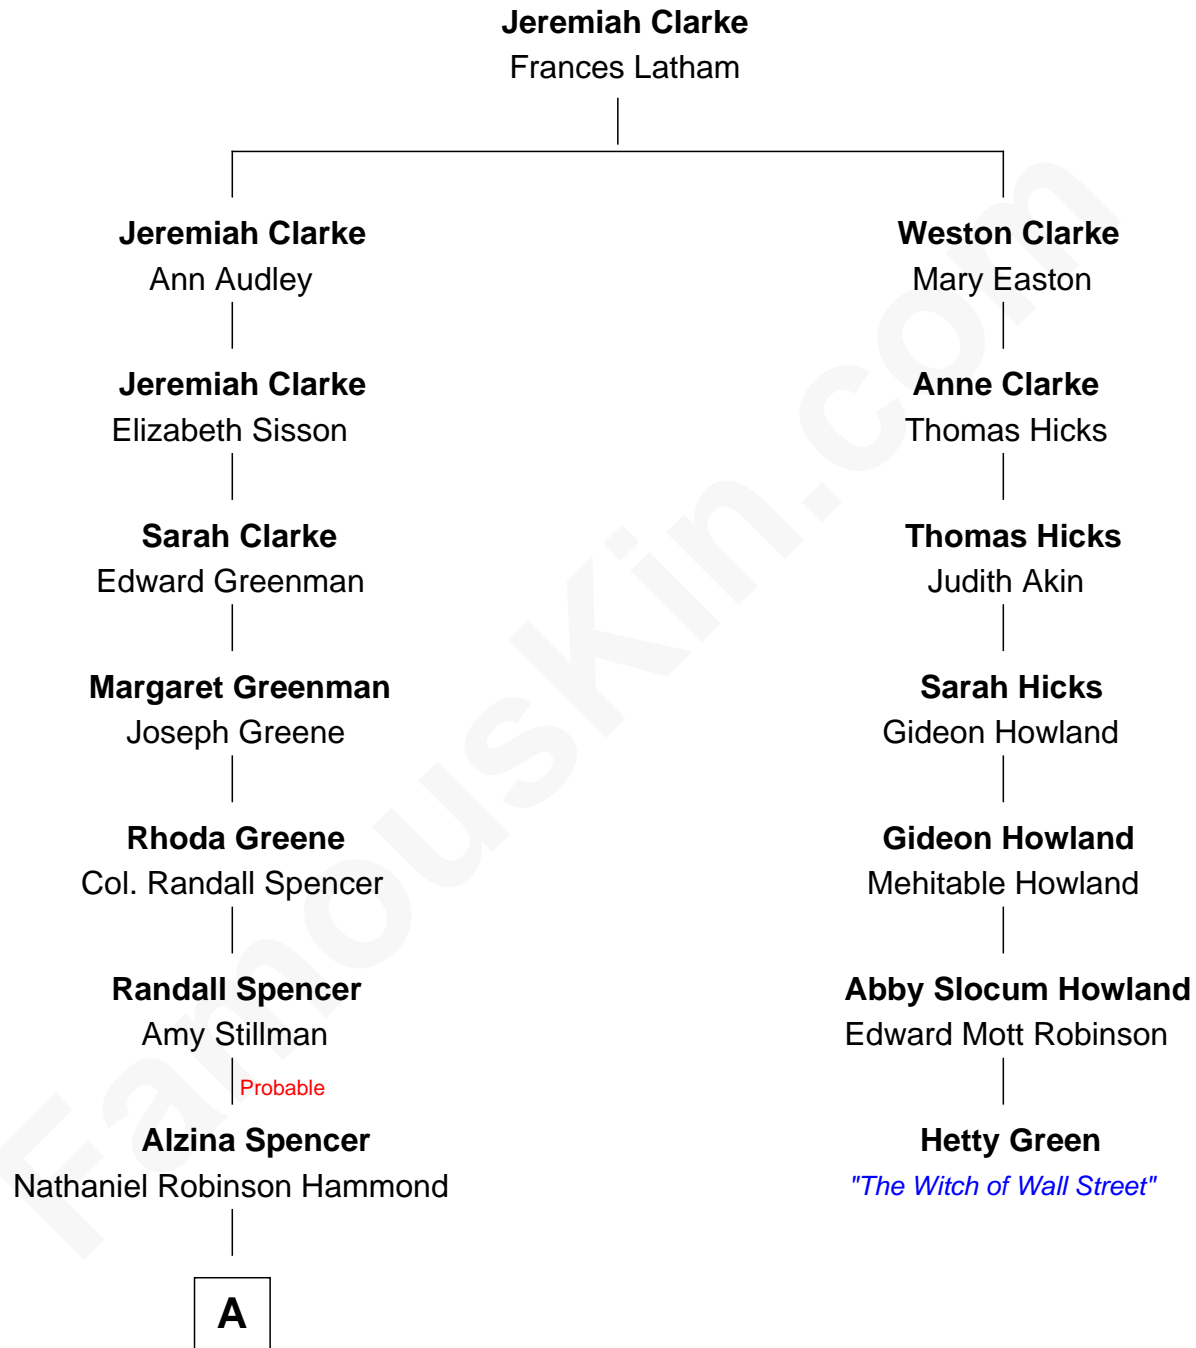 Jeremiah Clarke
Frances Latham
Jeremiah Clarke
Ann Audley
Jeremiah Clarke
Elizabeth Sisson
Sarah Clarke
Edward Greenman
Margaret Greenman
Joseph Greene
Rhoda Greene
Col. Randall Spencer
Randall Spencer
Amy Stillman
Probable
Alzina Spencer
Nathaniel Robinson Hammond
A
Weston Clarke
Mary Easton
Anne Clarke
Thomas Hicks
Thomas Hicks
Judith Akin
Sarah Hicks
Gideon Howland
Gideon Howland
Mehitable Howland
Abby Slocum Howland
Edward Mott Robinson
Hetty Green
"The Witch of Wall Street"
FamousKin.com